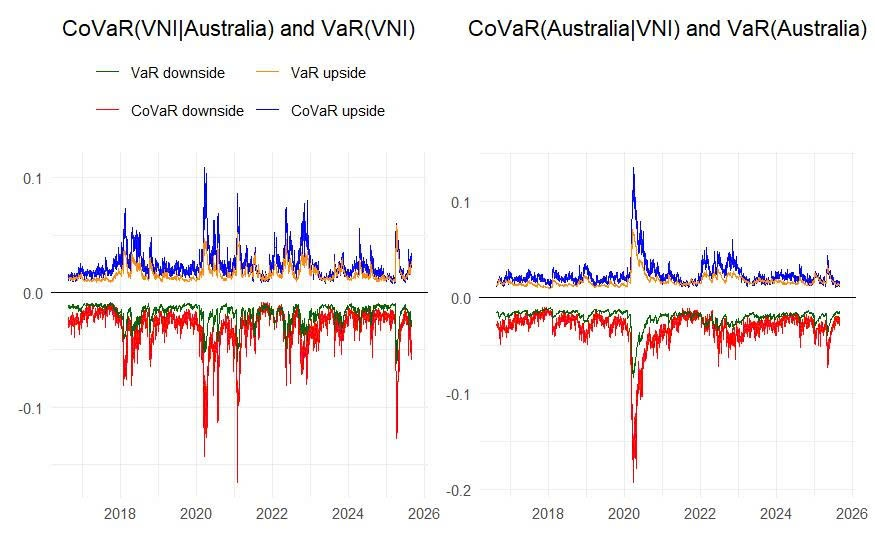 CoVaR(VNI|Australia) and VaR(VNI)
CoVaR(Australia|VNI) and VaR(Australia)
VaR downside
VaR upside
CoVaR downside
CoVaR upside
0.1
0.0
-0.1
2018
2020
2022
2024
2026
0.1
0.0
-0.1
-0.2
2018
2020
2022
2024
2026